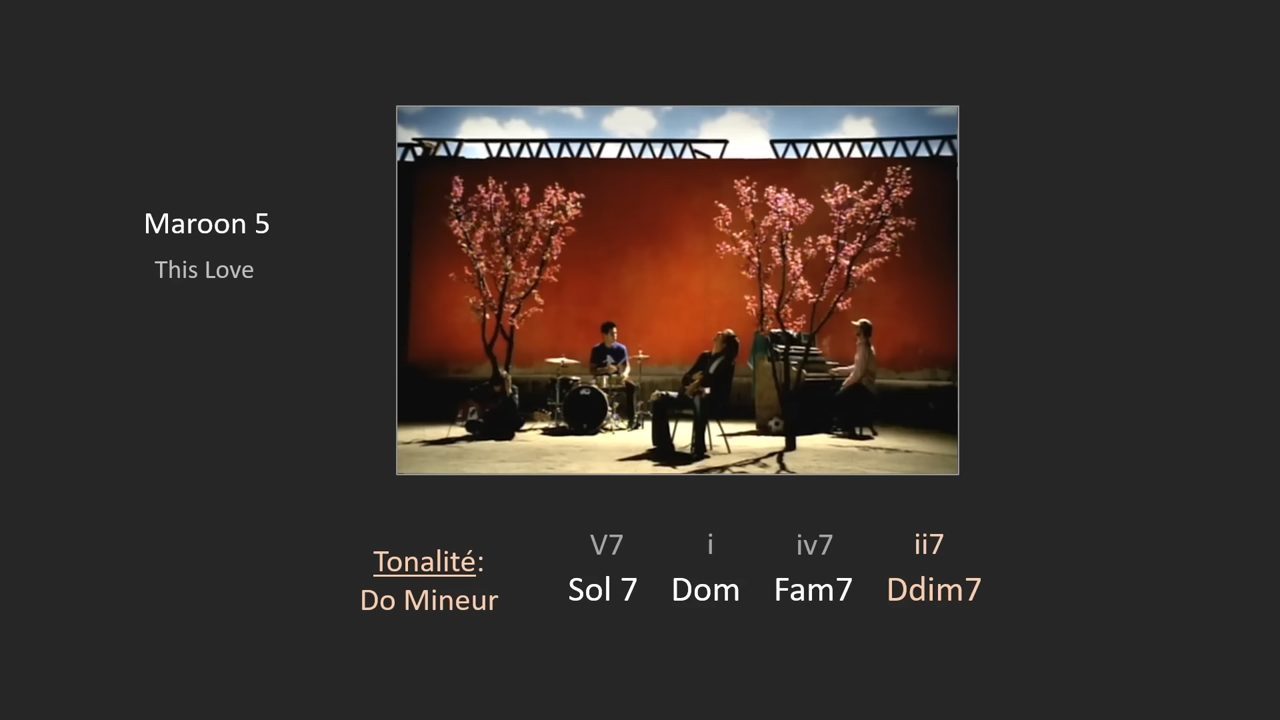 Maroon 5
This Love
Tonalité:
Do Mineur
V7 i iv7 ii7
Sol 7 Dom Fam7 Ddim7